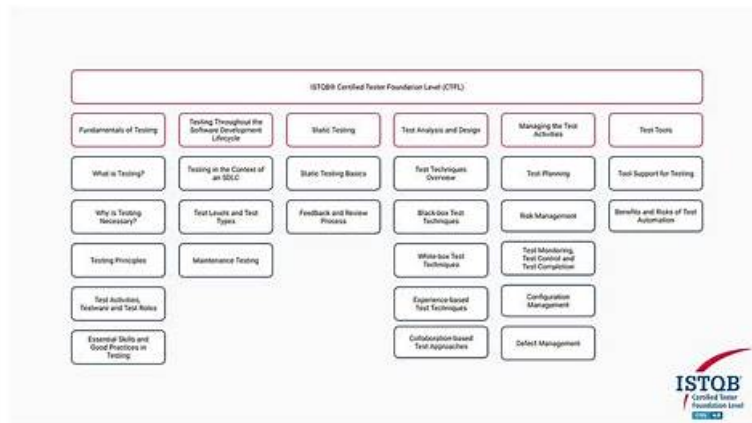 ISTQB® Certified Tester Foundation Level (CTFL)
Fundamentals of Testing
Testing Throughout the
Software Development
Lifecycle
Static Testing
Test Analysis and Design
Managing the Test
Activities
Test Tools
What is Testing?
Testing in the Context of
an SDLC
Static Testing Basics
Test Techniques
Overview
Test Planning
Tool Support for Testing
Why is Testing
Necessary?
Test Levels and Test
Types
Feedback and Review
Process
Black-box Test
Techniques
Risk Management
Benefits and Risks of Test
Automation
Testing Principles
Maintenance Testing
White-box Test
Techniques
Test Monitoring,
Test Control and
Test Completion
Test Activities,
Testware and Test Roles
Experience-based
Test Techniques
Configuration
Management
Essential Skills and
Good Practices in
Testing
Collaboration-based
Test Approaches
Defect Management
ISTQB
Certified Tester
Foundation Level